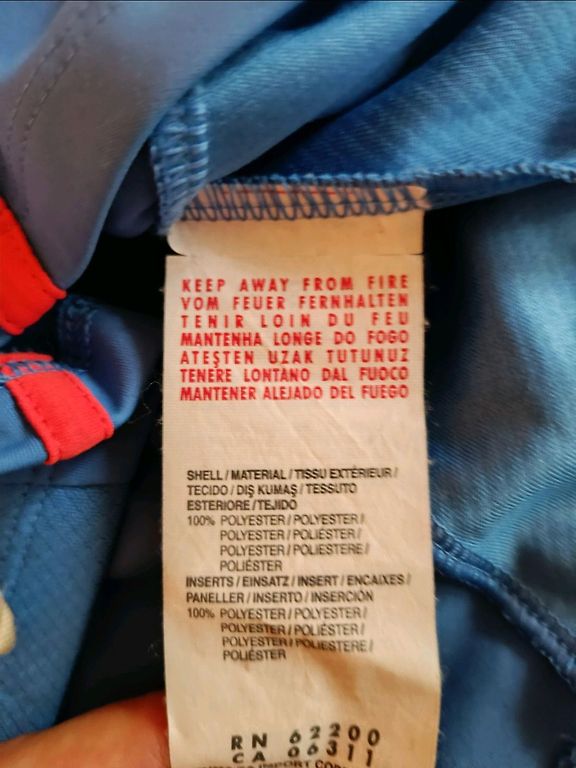 KEEP AWAY FROM FIRE
VOM FEUER FERNHALTEN
TENIR LOIN DU FEU
MANTENHA LONGE DO FOGO
ATEŞTEN UZAK TUTUNUZ
TENERE LONTANO DAL FUOCO
MANTENER ALEJADO DEL FUEGO
SHELL / MATERIAL / TISSU EXTÉRIEUR /
TECIDO / DIŞ KUMAŞ / TESSUTO
ESTERIORE / TEJIDO
100% POLYESTER / POLYESTER /
POLYESTER / POLIÉSTER /
POLYESTER / POLIESTERE /
POLIÉSTER
INSERTS / EINSATZ / INSERT / ENCAIXES /
PANELLER / INSERTO / INSERCIÓN
100% POLYESTER / POLYESTER /
POLYESTER / POLIÉSTER /
POLYESTER / POLIESTERE /
POLIÉSTER
RN 62200
CA 06311
IMPORT